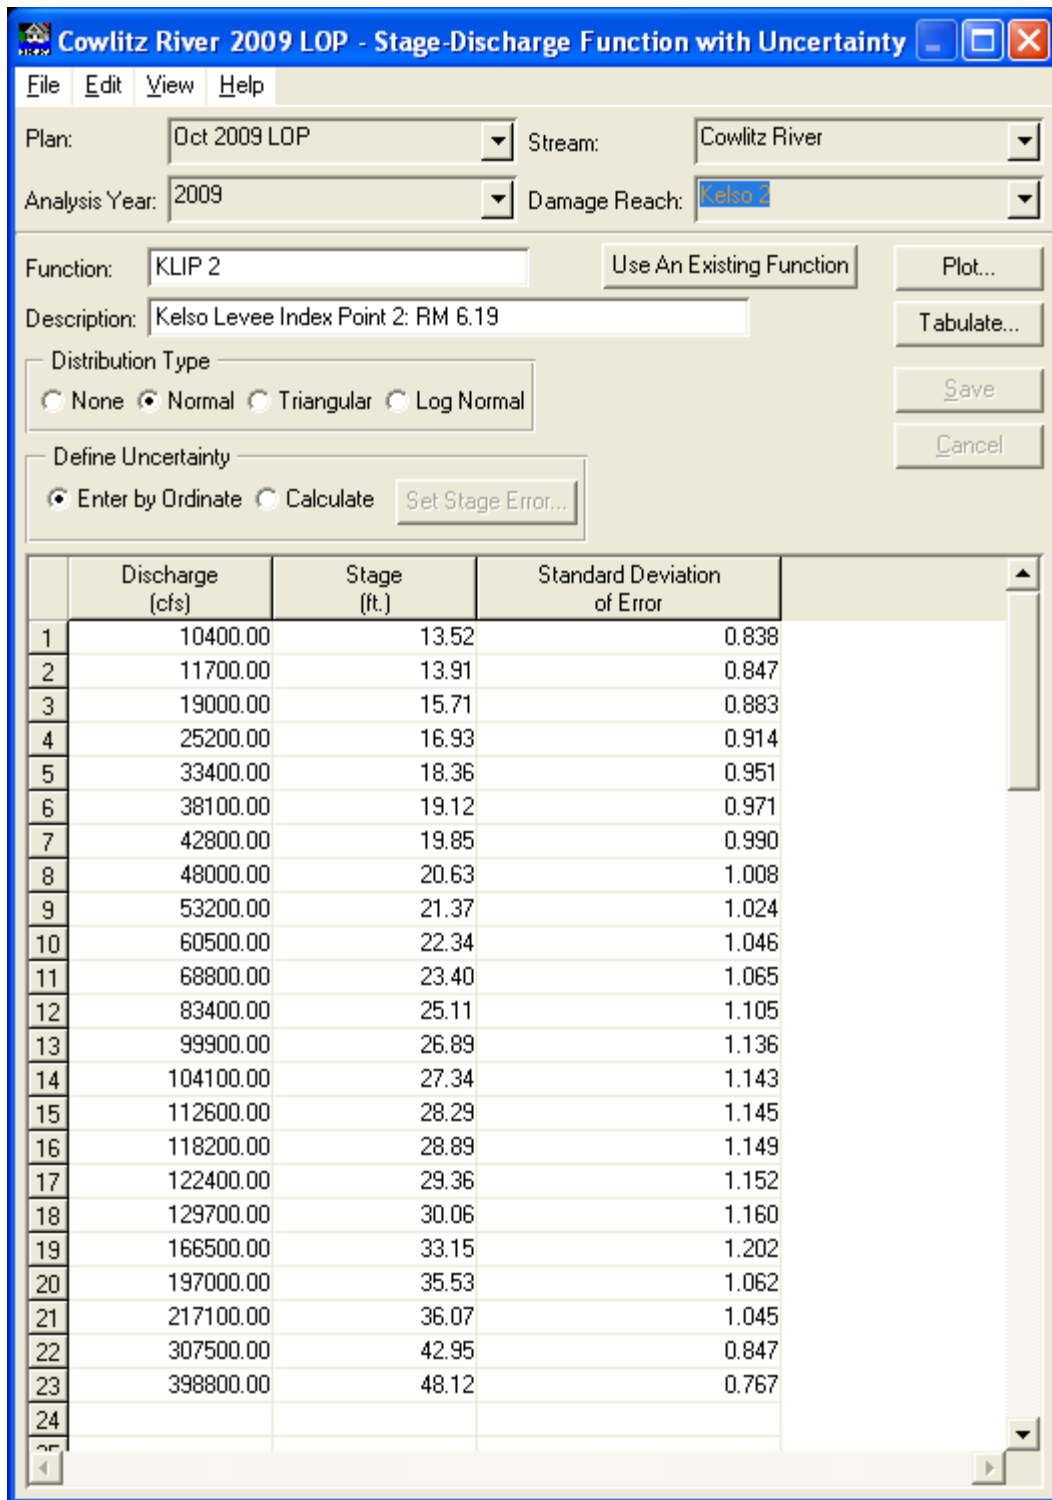 Cowlitz River 2009 LOP - Stage-Discharge Function with Uncertainty
File Edit View Help
Plan: Oct 2009 LOP Stream: Cowlitz River
Analysis Year: 2009 Damage Reach: Kelso 2
Function: KLIP 2 Use An Existing Function Plot...
Description: Kelso Levee Index Point 2: RM 6.19 Tabulate...
Distribution Type
None Normal Triangular Log Normal Save
Define Uncertainty Cancel
Enter by Ordinate Calculate Set Stage Error...
Discharge Stage Standard Deviation
(cfs) (ft.) of Error
1 10400.00 13.52 0.838
2 11700.00 13.91 0.847
3 19000.00 15.71 0.883
4 25200.00 16.93 0.914
5 33400.00 18.36 0.951
6 38100.00 19.12 0.971
7 42800.00 19.85 0.990
8 48000.00 20.63 1.008
9 53200.00 21.37 1.024
10 60500.00 22.34 1.046
11 68800.00 23.40 1.065
12 83400.00 25.11 1.105
13 99900.00 26.89 1.136
14 104100.00 27.34 1.143
15 112600.00 28.29 1.145
16 118200.00 28.89 1.149
17 122400.00 29.36 1.152
18 129700.00 30.06 1.160
19 166500.00 33.15 1.202
20 197000.00 35.53 1.062
21 217100.00 36.07 1.045
22 307500.00 42.95 0.847
23 398800.00 48.12 0.767
24